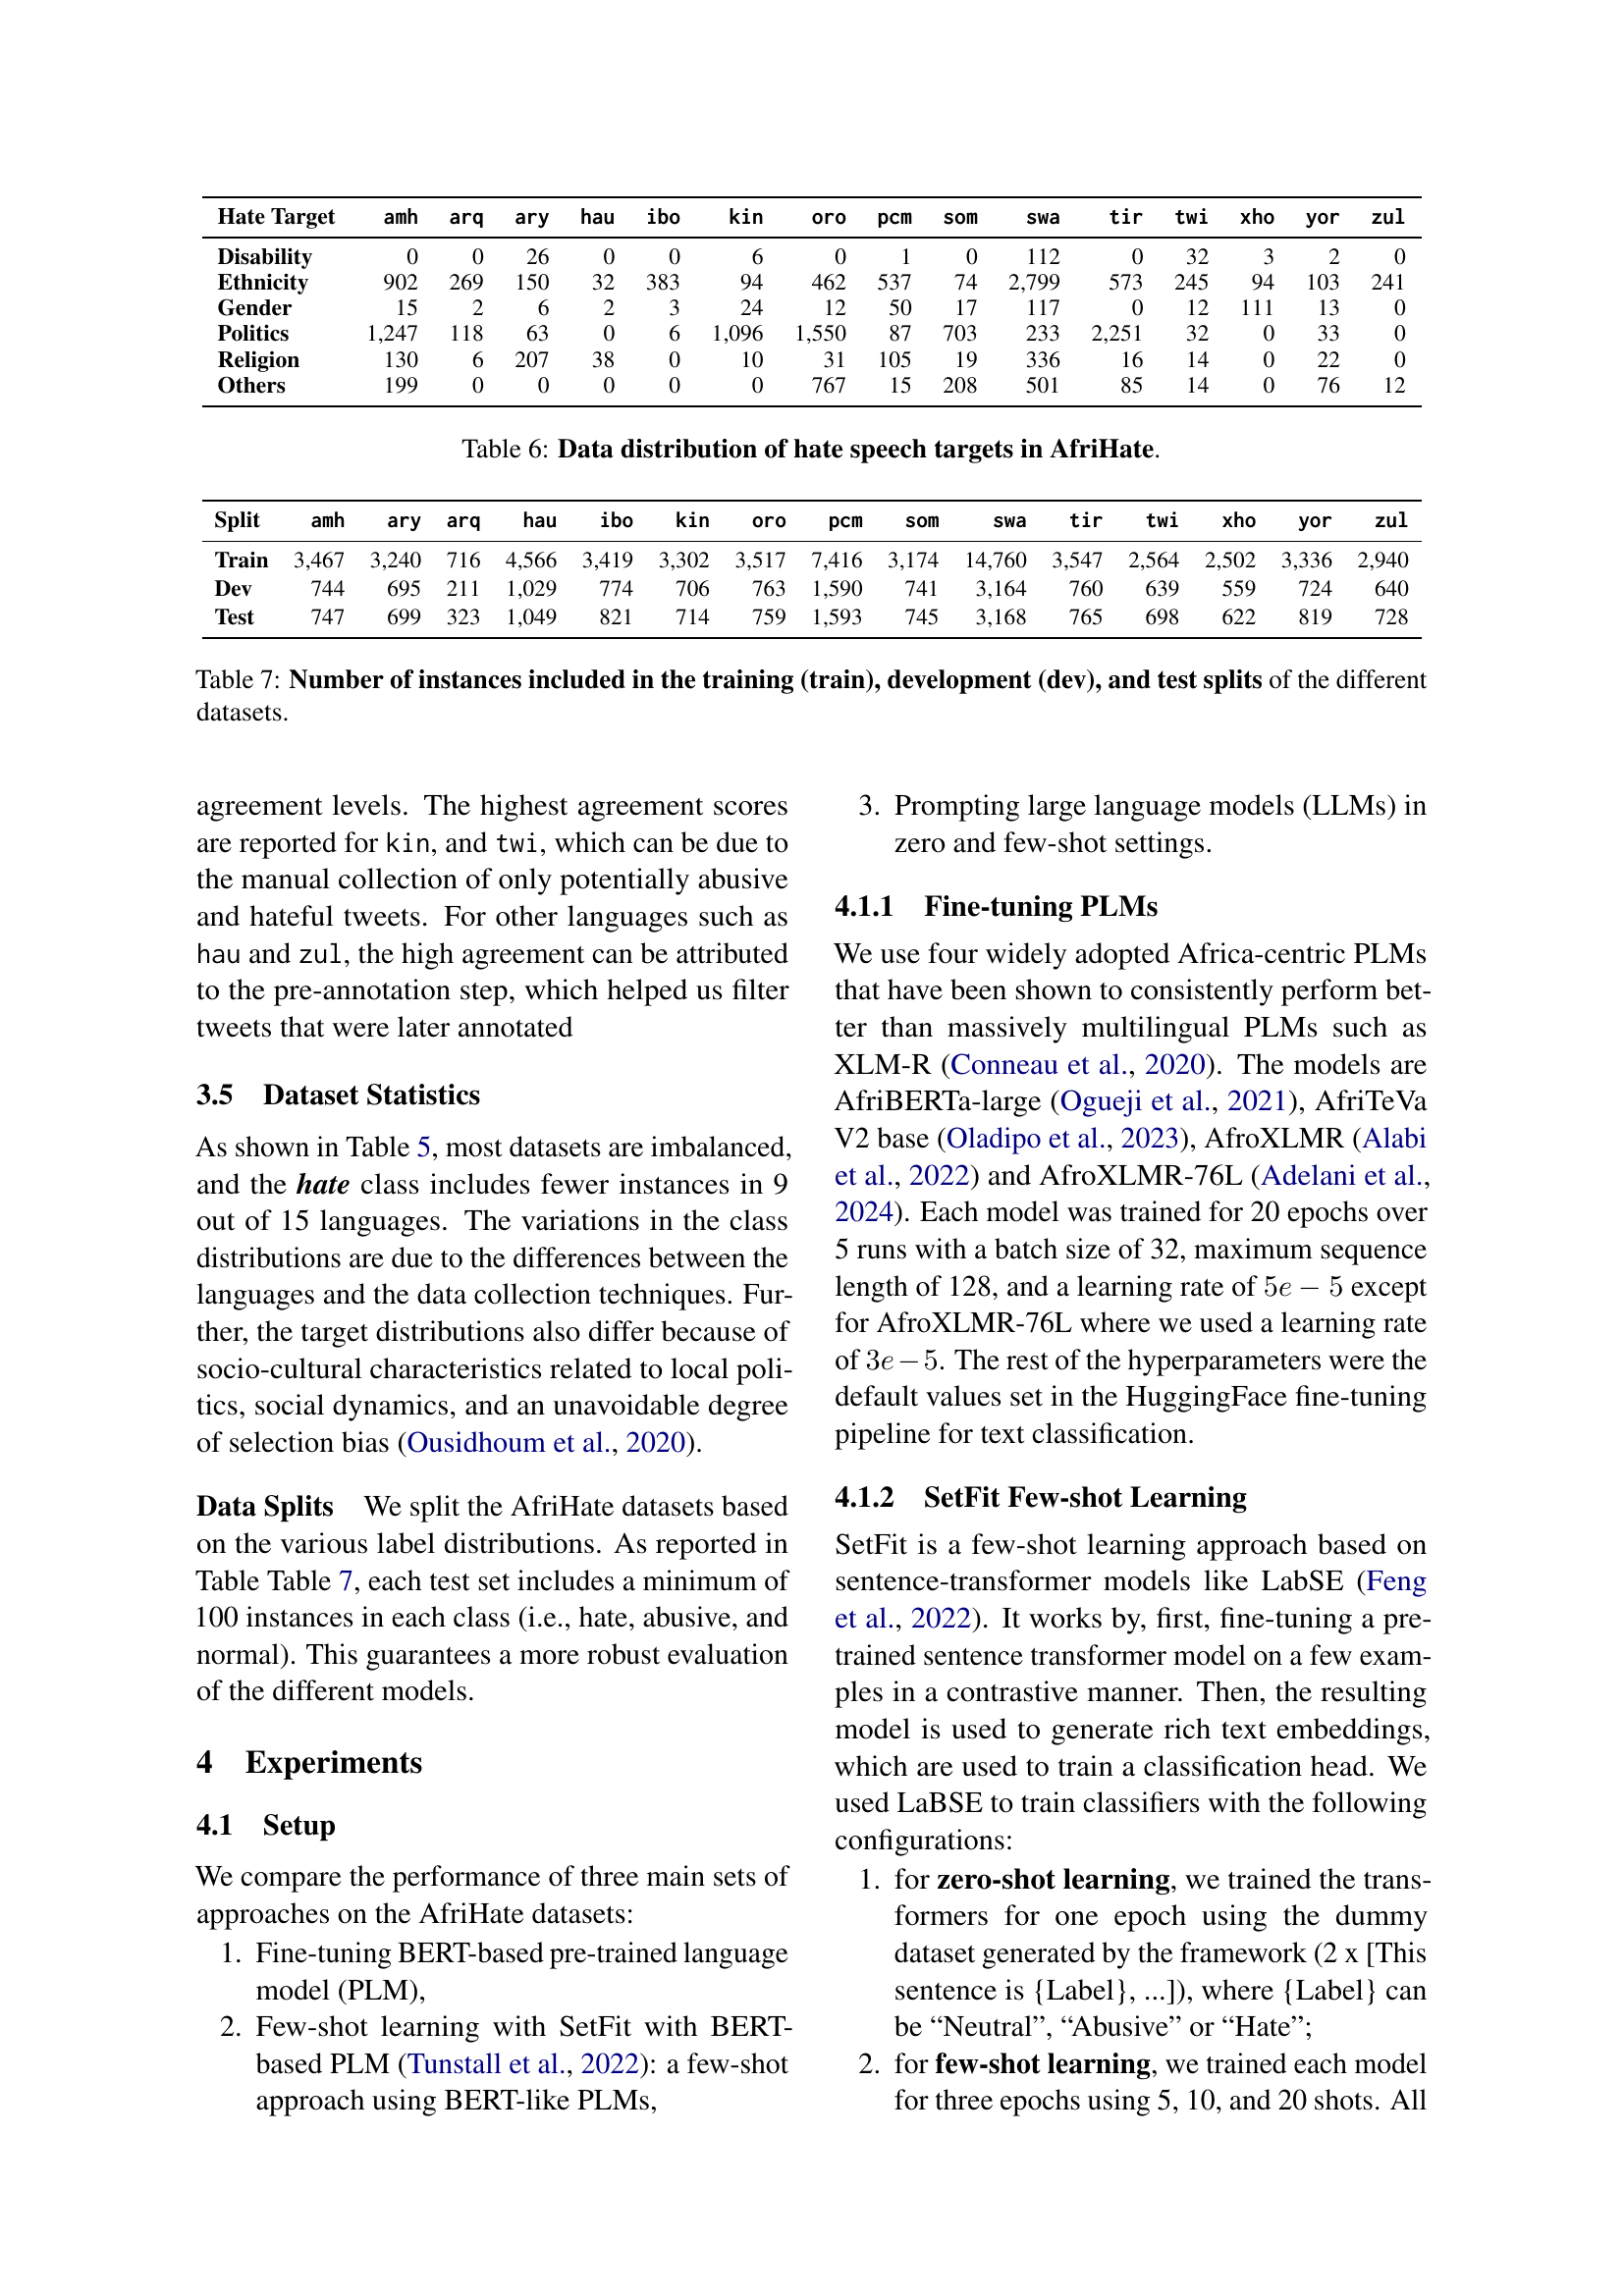 Hate Target amh arq ary hau ibo kin oro pcm som swa tir twi xho yor zul
Disability 0 0 26 0 0 6 0 1 0 112 0 32 3 2 0
Ethnicity 902 269 150 32 383 94 462 537 74 2,799 573 245 94 103 241
Gender 15 2 6 2 3 24 12 50 17 117 0 12 111 13 0
Politics 1,247 118 63 0 6 1,096 1,550 87 703 233 2,251 32 0 33 0
Religion 130 6 207 38 0 10 31 105 19 336 16 14 0 22 0
Others 199 0 0 0 0 0 767 15 208 501 85 14 0 76 12
Table 6: Data distribution of hate speech targets in AfriHate.
Split amh ary arq hau ibo kin oro pcm som swa tir twi xho yor zul
Train 3,467 3,240 716 4,566 3,419 3,302 3,517 7,416 3,174 14,760 3,547 2,564 2,502 3,336 2,940
Dev 744 695 211 1,029 774 706 763 1,590 741 3,164 760 639 559 724 640
Test 747 699 323 1,049 821 714 759 1,593 745 3,168 765 698 622 819 728
Table 7: Number of instances included in the training (train), development (dev), and test splits of the different
datasets.
agreement levels. The highest agreement scores
are reported for kin, and twi, which can be due to
the manual collection of only potentially abusive
and hateful tweets. For other languages such as
hau and zul, the high agreement can be attributed
to the pre-annotation step, which helped us filter
tweets that were later annotated
3.5 Dataset Statistics
As shown in Table 5, most datasets are imbalanced,
and the hate class includes fewer instances in 9
out of 15 languages. The variations in the class
distributions are due to the differences between the
languages and the data collection techniques. Fur-
ther, the target distributions also differ because of
socio-cultural characteristics related to local poli-
tics, social dynamics, and an unavoidable degree
of selection bias (Ousidhoum et al., 2020).
Data Splits We split the AfriHate datasets based
on the various label distributions. As reported in
Table Table 7, each test set includes a minimum of
100 instances in each class (i.e., hate, abusive, and
normal). This guarantees a more robust evaluation
of the different models.
4 Experiments
4.1 Setup
We compare the performance of three main sets of
approaches on the AfriHate datasets:
1. Fine-tuning BERT-based pre-trained language
model (PLM),
2. Few-shot learning with SetFit with BERT-
based PLM (Tunstall et al., 2022): a few-shot
approach using BERT-like PLMs,
3. Prompting large language models (LLMs) in
zero and few-shot settings.
4.1.1 Fine-tuning PLMs
We use four widely adopted Africa-centric PLMs
that have been shown to consistently perform bet-
ter than massively multilingual PLMs such as
XLM-R (Conneau et al., 2020). The models are
AfriBERTa-large (Ogueji et al., 2021), AfriTeVa
V2 base (Oladipo et al., 2023), AfroXLMR (Alabi
et al., 2022) and AfroXLMR-76L (Adelani et al.,
2024). Each model was trained for 20 epochs over
5 runs with a batch size of 32, maximum sequence
length of 128, and a learning rate of 5e − 5 except
for AfroXLMR-76L where we used a learning rate
of 3e − 5. The rest of the hyperparameters were the
default values set in the HuggingFace fine-tuning
pipeline for text classification.
4.1.2 SetFit Few-shot Learning
SetFit is a few-shot learning approach based on
sentence-transformer models like LabSE (Feng
et al., 2022). It works by, first, fine-tuning a pre-
trained sentence transformer model on a few exam-
ples in a contrastive manner. Then, the resulting
model is used to generate rich text embeddings,
which are used to train a classification head. We
used LaBSE to train classifiers with the following
configurations:
1. for zero-shot learning, we trained the trans-
formers for one epoch using the dummy
dataset generated by the framework (2 x [This
sentence is {Label}, ...]), where {Label} can
be “Neutral”, “Abusive” or “Hate”;
2. for few-shot learning, we trained each model
for three epochs using 5, 10, and 20 shots. All